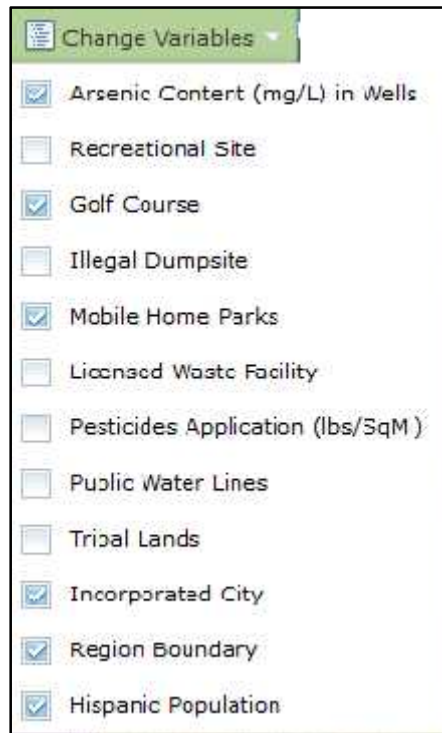 Change Variables
Arsenic Content (mg/L) in Wells
Recreational Site
Golf Course
Illegal Dumpsite
Mobile Home Parks
Licensed Waste Facility
Pesticides Application (lbs/SqM)
Public Water Lines
Tribal Lands
Incorporated City
Region Boundary
Hispanic Population